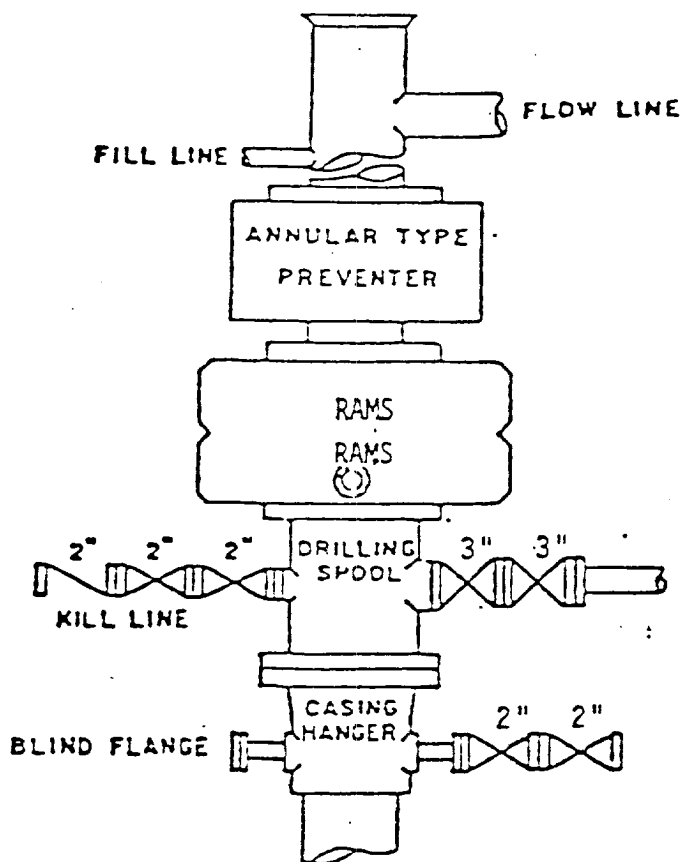 FLOW LINE
FILL LINE
ANNULAR TYPE
PREVENTER
RAMS
RAMS
2" 2" 2"
DRILLING
SPOOL
3" 3"
KILL LINE
CASING
HANGER
2" 2"
BLIND FLANGE